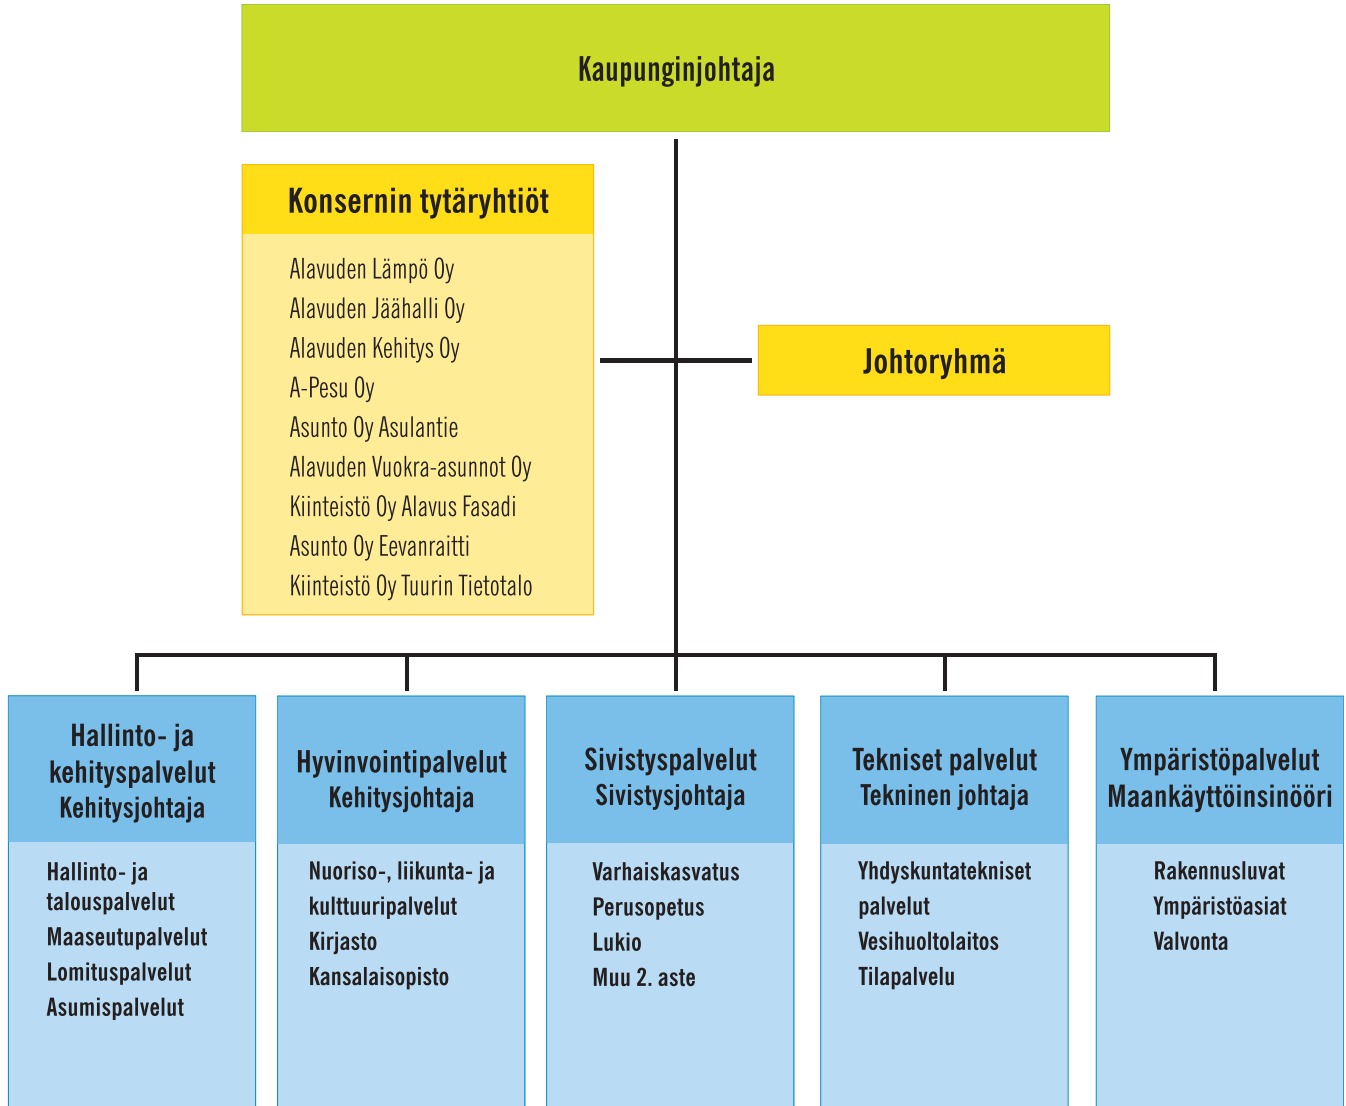 Kaupunginjohtaja
Konsernin tytäryhtiöt
Alavuden Lämpö Oy
Alavuden Jäähalli Oy
Alavuden Kehitys Oy
A-Pesu Oy
Asunto Oy Asulantie
Alavuden Vuokra-asunnot Oy
Kiinteistö Oy Alavus Fasadi
Asunto Oy Eevanraitti
Kiinteistö Oy Tuurin Tietotalo
Johtoryhmä
Hallinto- ja
kehityspalvelut
Kehitysjohtaja
Hallinto- ja
talouspalvelut
Maaseutupalvelut
Lomituspalvelut
Asumispalvelut
Hyvinvointipalvelut
Kehitysjohtaja
Nuoriso-, liikunta- ja
kulttuuripalvelut
Kirjasto
Kansalaisopisto
Sivistyspalvelut
Sivistysjohtaja
Varhaiskasvatus
Perusopetus
Lukio
Muu 2. aste
Tekniset palvelut
Tekninen johtaja
Yhdyskuntatekniset
palvelut
Vesihuoltolaitos
Tilapalvelu
Ympäristöpalvelut
Maankäyttöinsinööri
Rakennusluvat
Ympäristöasiat
Valvonta